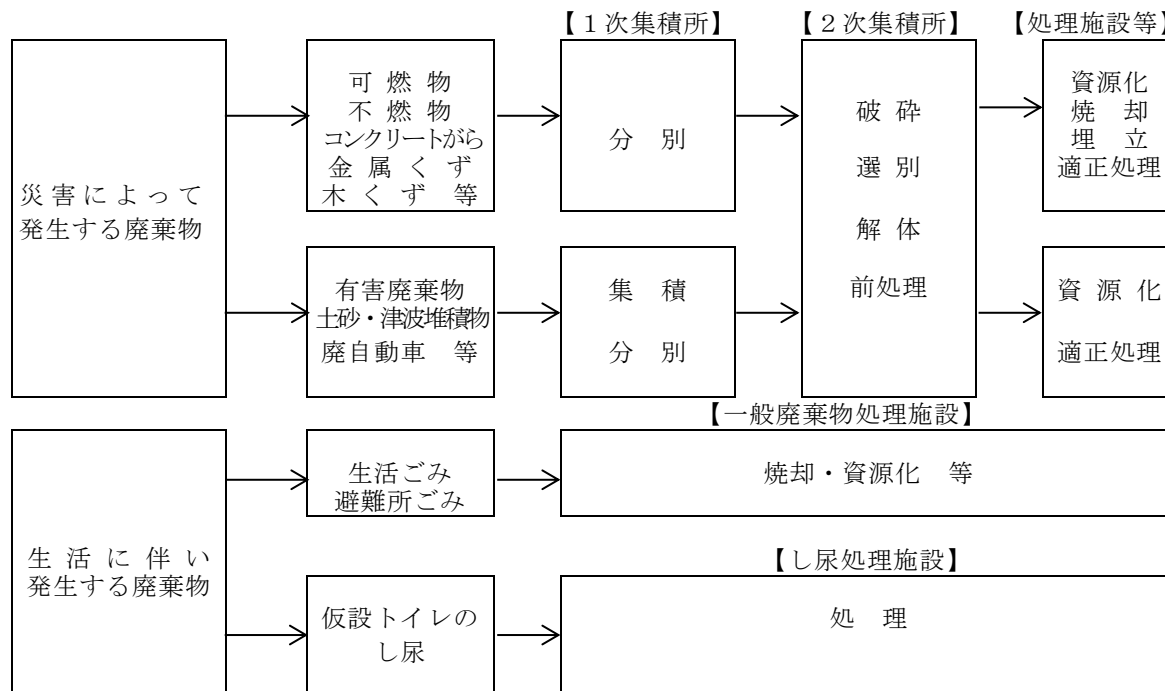 【１次集積所】
【２次集積所】
【処理施設等】
災害によって
発生する廃棄物
可燃物
不燃物
コンクリートがら
金属くず
木くず等
分別
破砕
選別
解体
前処理
資源化
焼却
埋立
適正処理
有害廃棄物
土砂・津波堆積物
廃自動車 等
集積
分別
資源化
適正処理
【一般廃棄物処理施設】
生活に伴い
発生する廃棄物
生活ごみ
避難所ごみ
焼却・資源化 等
【し尿処理施設】
仮設トイレの
し尿
処理